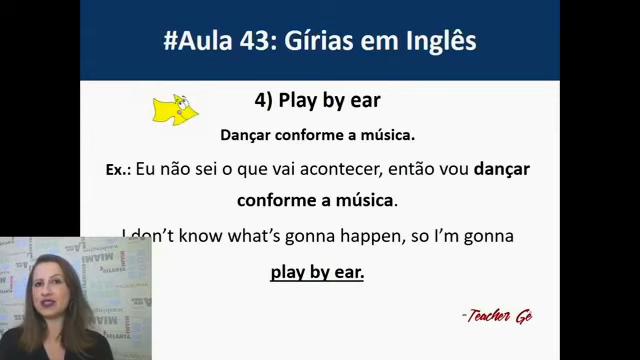 #Aula 43: Gírias em Inglês
4) Play by ear
Dançar conforme a música.
Ex.: Eu não sei o que vai acontecer, então vou dançar
conforme a música.
I don't know what's gonna happen, so I'm gonna
play by ear.
-Teacher Gê
MIAMI